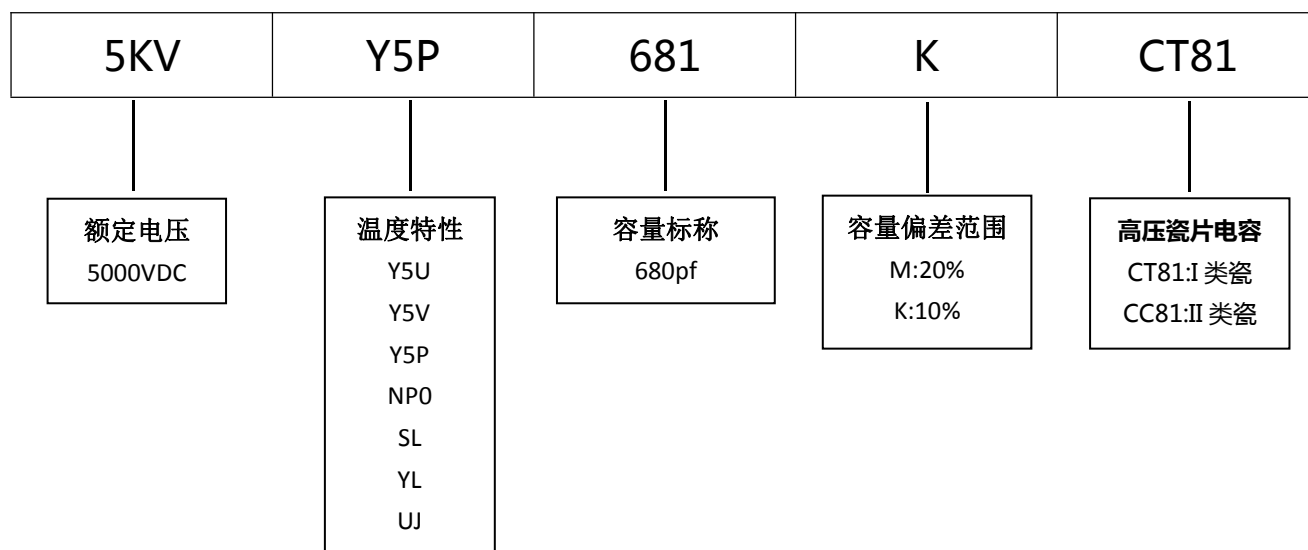 5KV Y5P 681 K CT81
额定电压
5000VDC
温度特性
Y5U
Y5V
Y5P
NP0
SL
YL
UJ
容量标称
680pf
容量偏差范围
M:20%
K:10%
高压瓷片电容
CT81:I 类瓷
CC81:II 类瓷